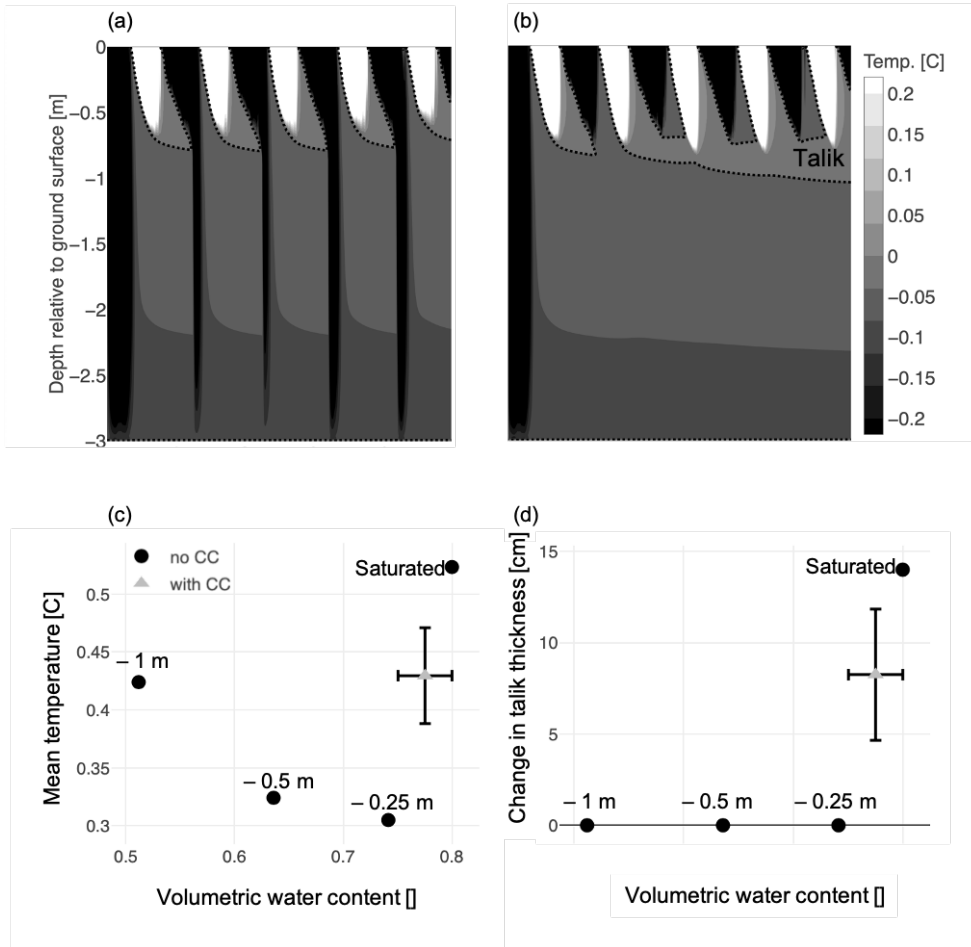 (a)
(b)
Depth relative to ground surface [m]
0
−0.5
−1
−1.5
−2
−2.5
−3
Talik
Temp. [C]
0.2
0.15
0.1
0.05
0
−0.05
−0.1
−0.15
−0.2
(c)
no CC
with CC
Saturated
− 1 m
− 0.5 m
− 0.25 m
Mean temperature [C]
0.5
0.45
0.4
0.35
0.3
0.5 0.6 0.7 0.8
Volumetric water content []
(d)
Change in talik thickness [cm]
15
10
5
0
Saturated
− 1 m
− 0.5 m
− 0.25 m
Volumetric water content []